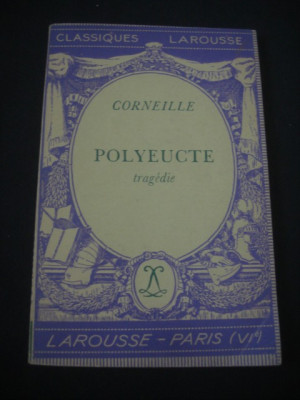 CLASSIQUES LAROUSSE
CORNEILLE
POLYEUCTE
tragédie
LAROUSSE – PARIS (VIᵉ)